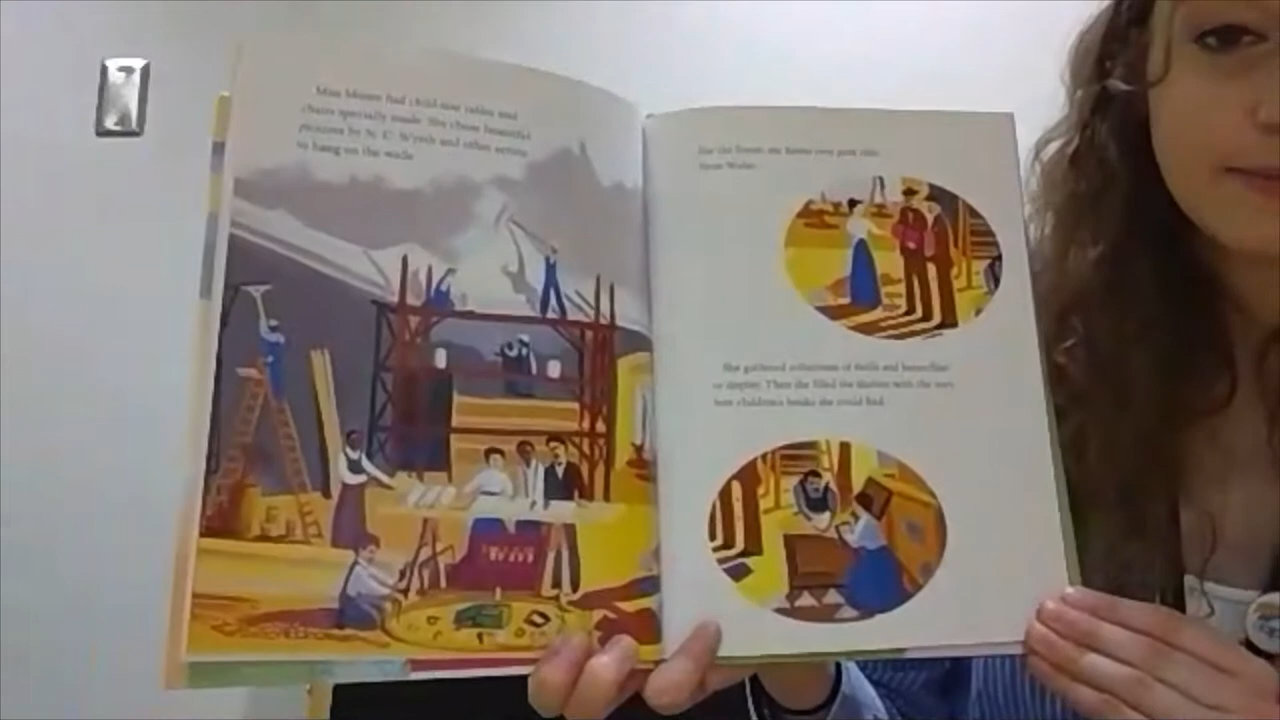 Miss Moore had child-size tables and
chairs specially made. She chose beautiful
pictures by N. C. Wyeth and other artists
to hang on the walls.
She gathered collections of shells and butterflies
to display. Then she filled the shelves with the very
best children's books she could find.